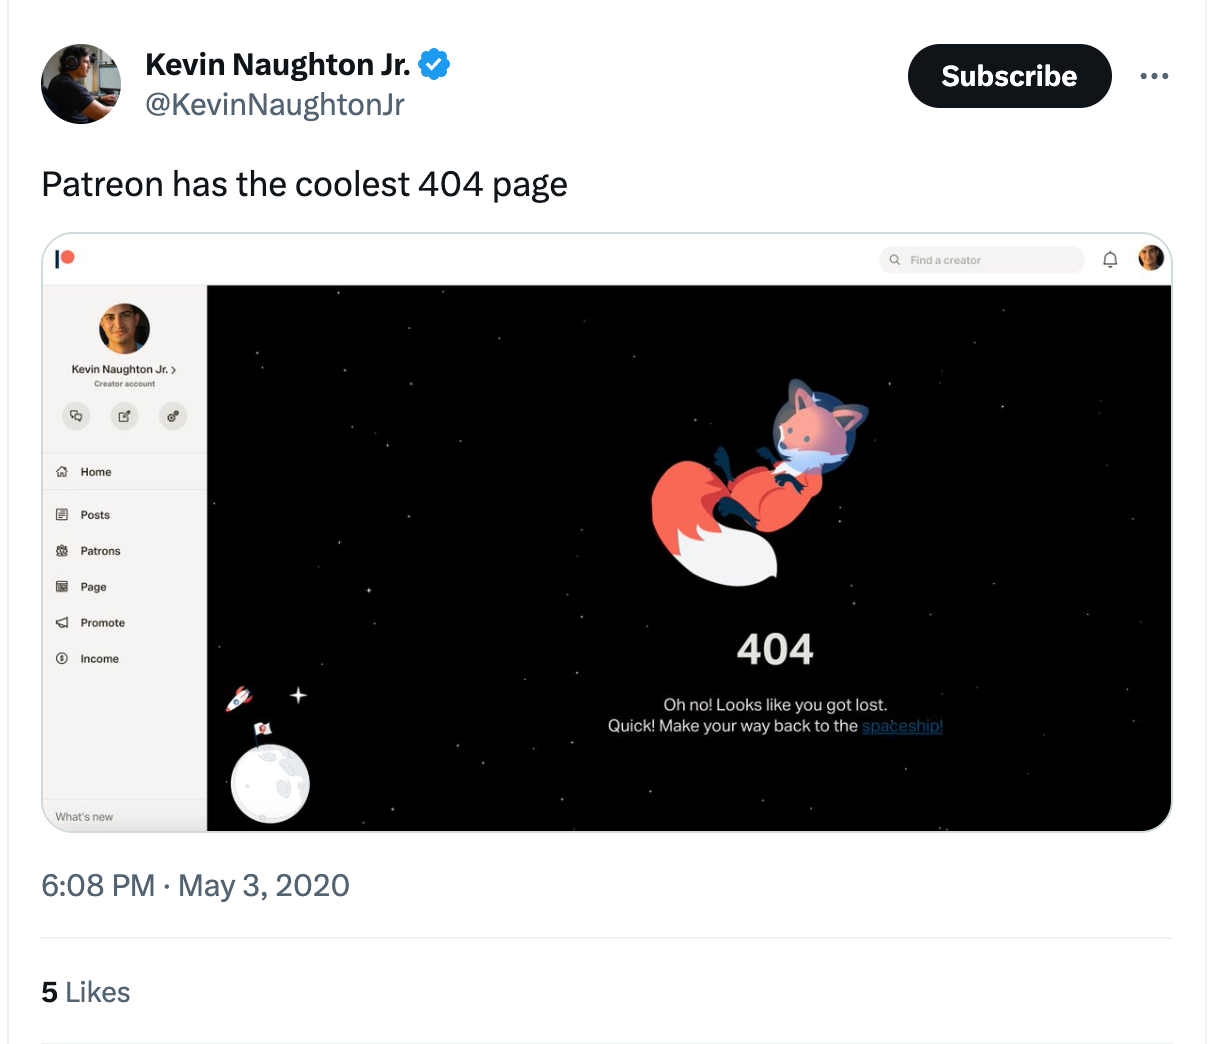 Kevin Naughton Jr.
@KevinNaughtonJr
Subscribe
Patreon has the coolest 404 page
Find a creator
Kevin Naughton Jr. >
Creator account
Home
Posts
Patrons
Page
Promote
Income
What's new
404
Oh no! Looks like you got lost.
Quick! Make your way back to the spaceship!
6:08 PM · May 3, 2020
5 Likes